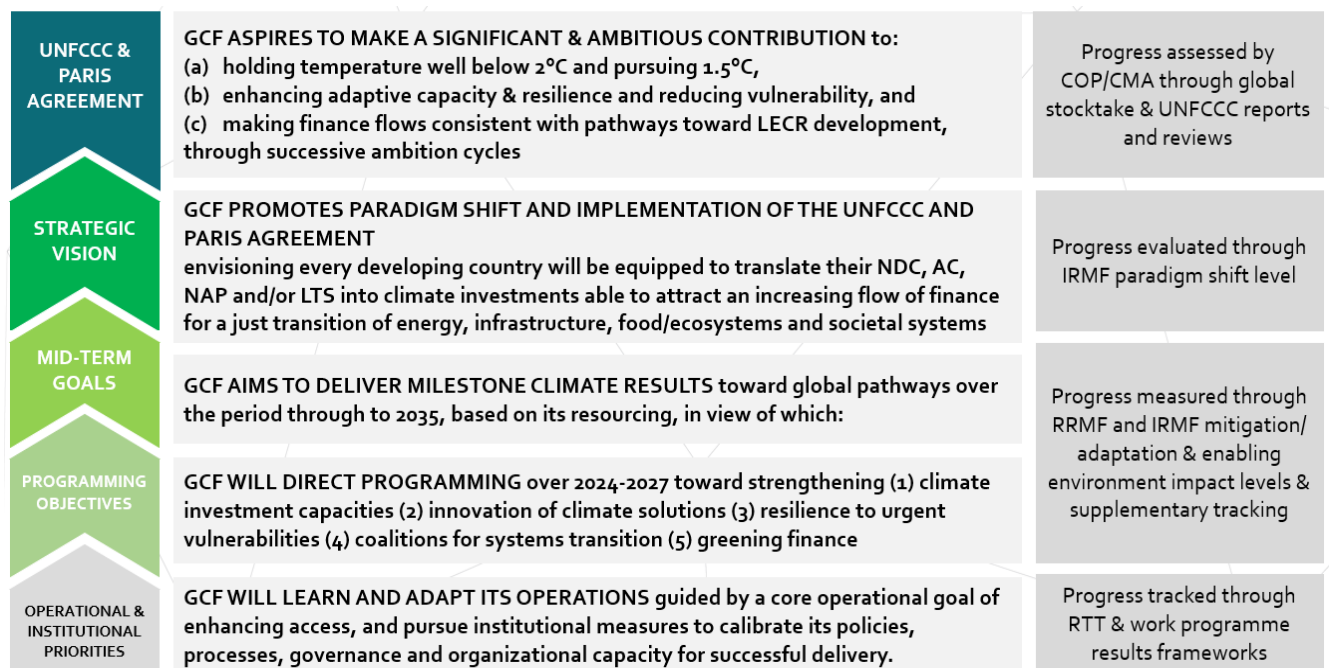 UNFCCC &
PARIS
AGREEMENT
GCF ASPIRES TO MAKE A SIGNIFICANT & AMBITIOUS CONTRIBUTION to:
(a) holding temperature well below 2°C and pursuing 1.5°C,
(b) enhancing adaptive capacity & resilience and reducing vulnerability, and
(c) making finance flows consistent with pathways toward LECR development,
through successive ambition cycles
Progress assessed by
COP/CMA through global
stocktake & UNFCCC reports
and reviews
STRATEGIC
VISION
GCF PROMOTES PARADIGM SHIFT AND IMPLEMENTATION OF THE UNFCCC AND
PARIS AGREEMENT
envisioning every developing country will be equipped to translate their NDC, AC,
NAP and/or LTS into climate investments able to attract an increasing flow of finance
for a just transition of energy, infrastructure, food/ecosystems and societal systems
Progress evaluated through
IRMF paradigm shift level
MID-TERM
GOALS
GCF AIMS TO DELIVER MILESTONE CLIMATE RESULTS toward global pathways over
the period through to 2035, based on its resourcing, in view of which:
Progress measured through
RRMF and IRMF mitigation/
adaptation & enabling
environment impact levels &
supplementary tracking
PROGRAMMING
OBJECTIVES
GCF WILL DIRECT PROGRAMMING over 2024-2027 toward strengthening (1) climate
investment capacities (2) innovation of climate solutions (3) resilience to urgent
vulnerabilities (4) coalitions for systems transition (5) greening finance
OPERATIONAL &
INSTITUTIONAL
PRIORITIES
GCF WILL LEARN AND ADAPT ITS OPERATIONS guided by a core operational goal of
enhancing access, and pursue institutional measures to calibrate its policies,
processes, governance and organizational capacity for successful delivery.
Progress tracked through
RTT & work programme
results frameworks